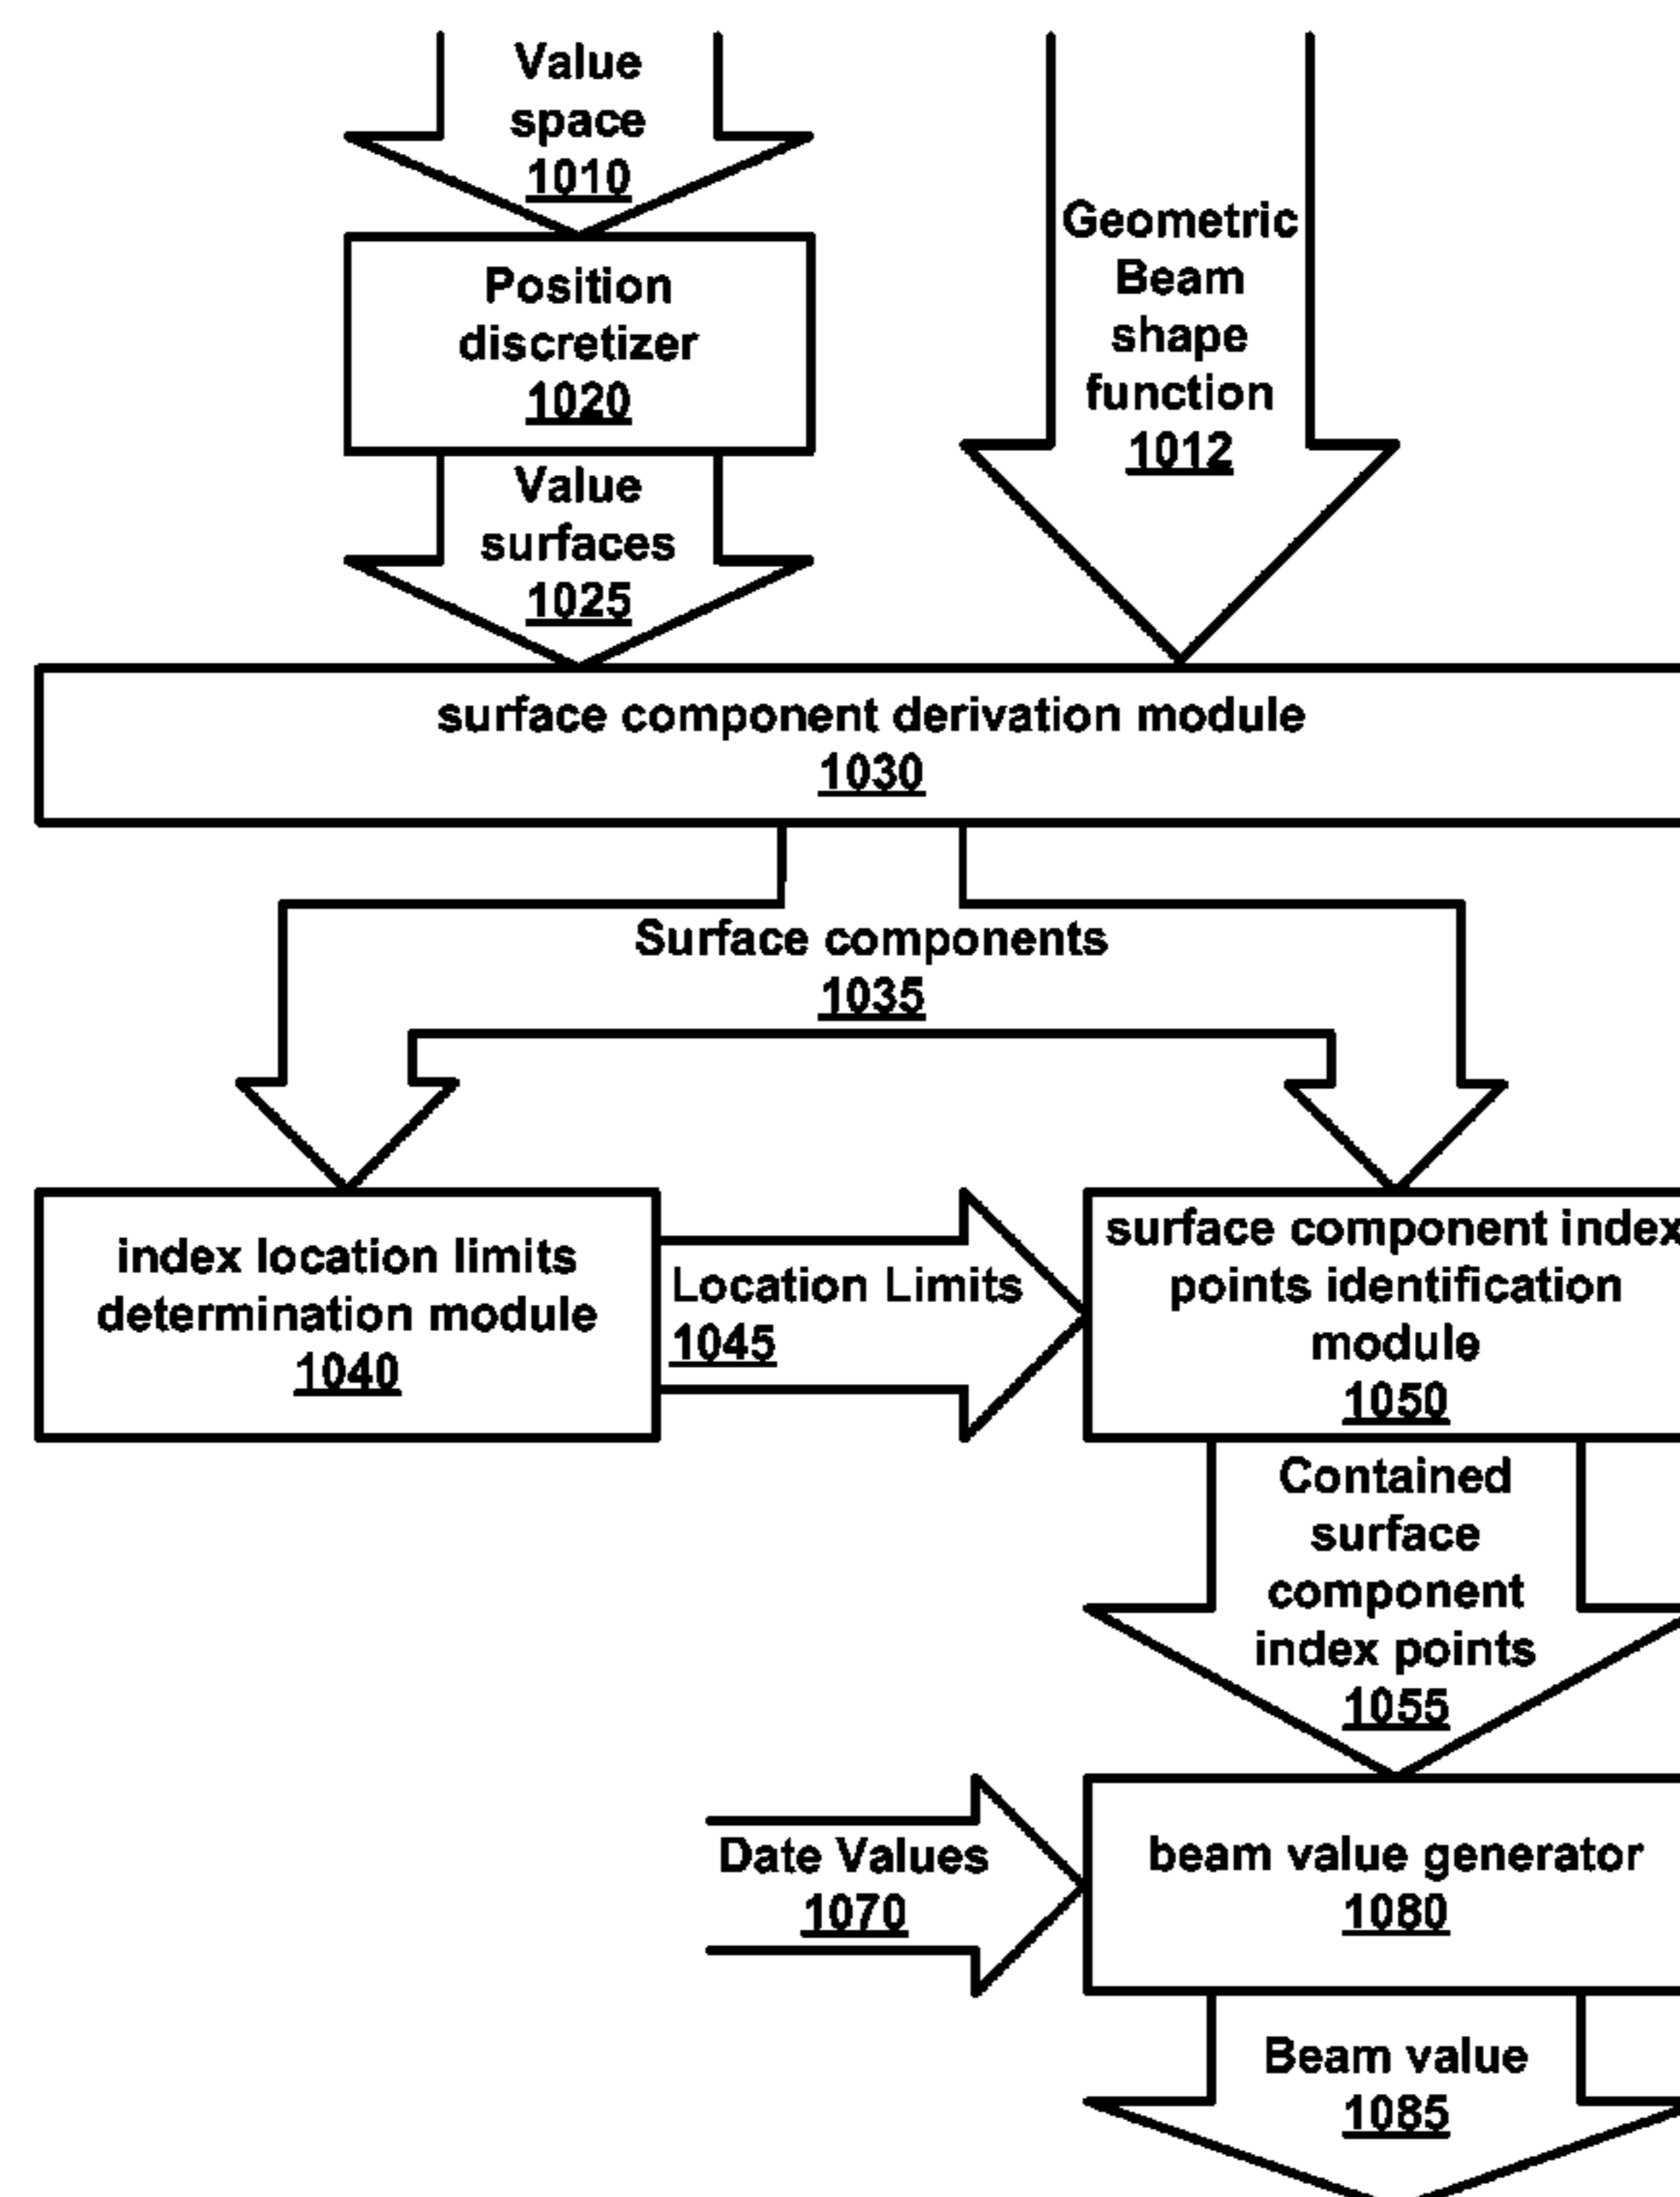 Value
space
1010
Position
discretizer
1020
Value
surfaces
1025
Geometric
Beam
shape
function
1012
surface component derivation module
1030
Surface components
1035
index location limits
determination module
1040
Location Limits
1045
surface component index
points identification
module
1050
Contained
surface
component
index points
1055
Date Values
1070
beam value generator
1080
Beam value
1085